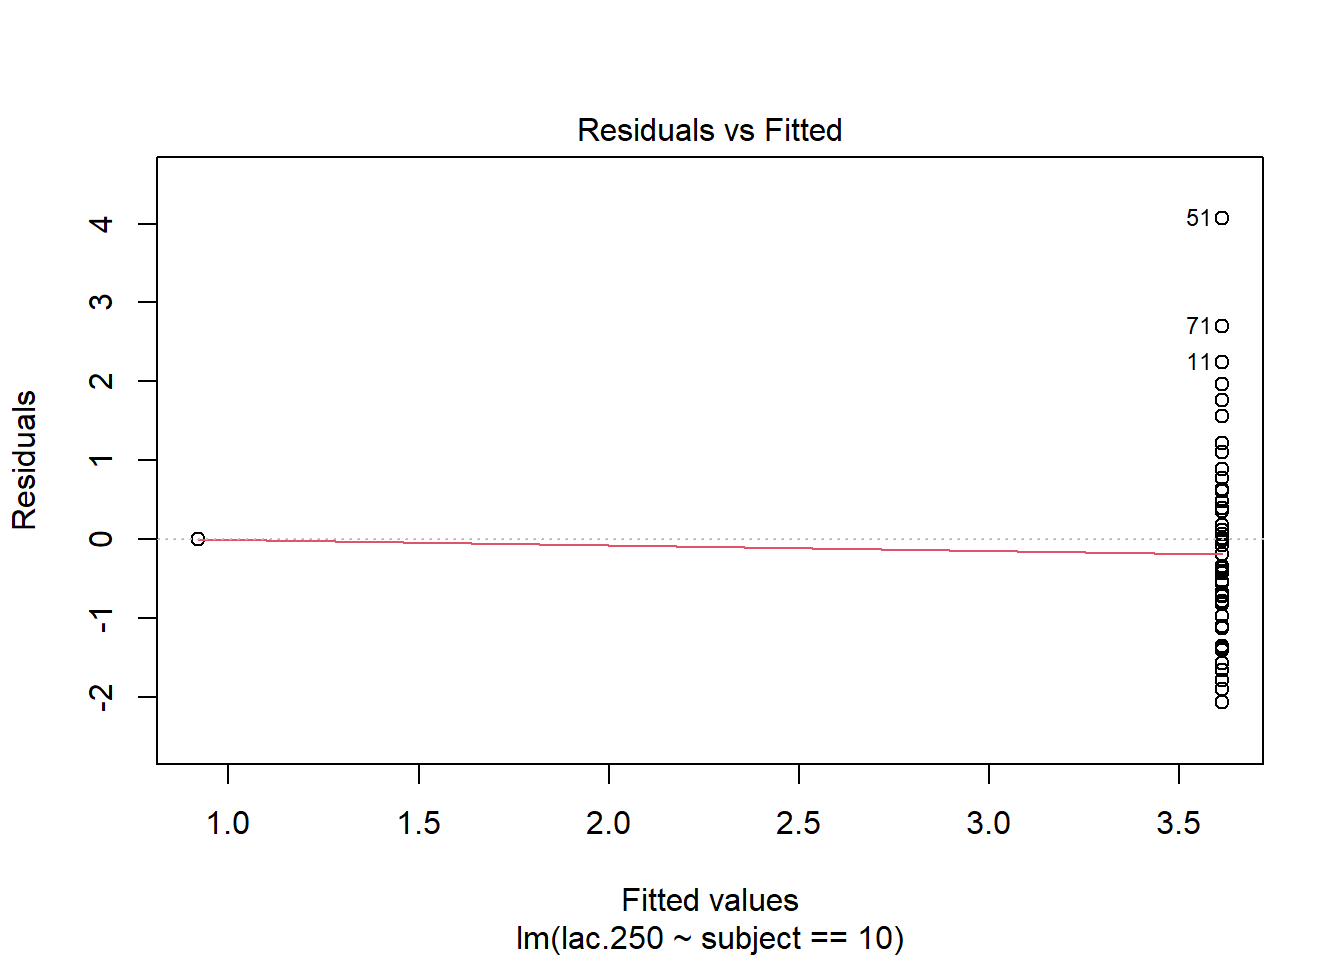 Residuals vs Fitted
Residuals
4
3
2
1
0
-1
-2
51
71
11
1.0 1.5 2.0 2.5 3.0 3.5
Fitted values
lm(lac.250 ~ subject == 10)